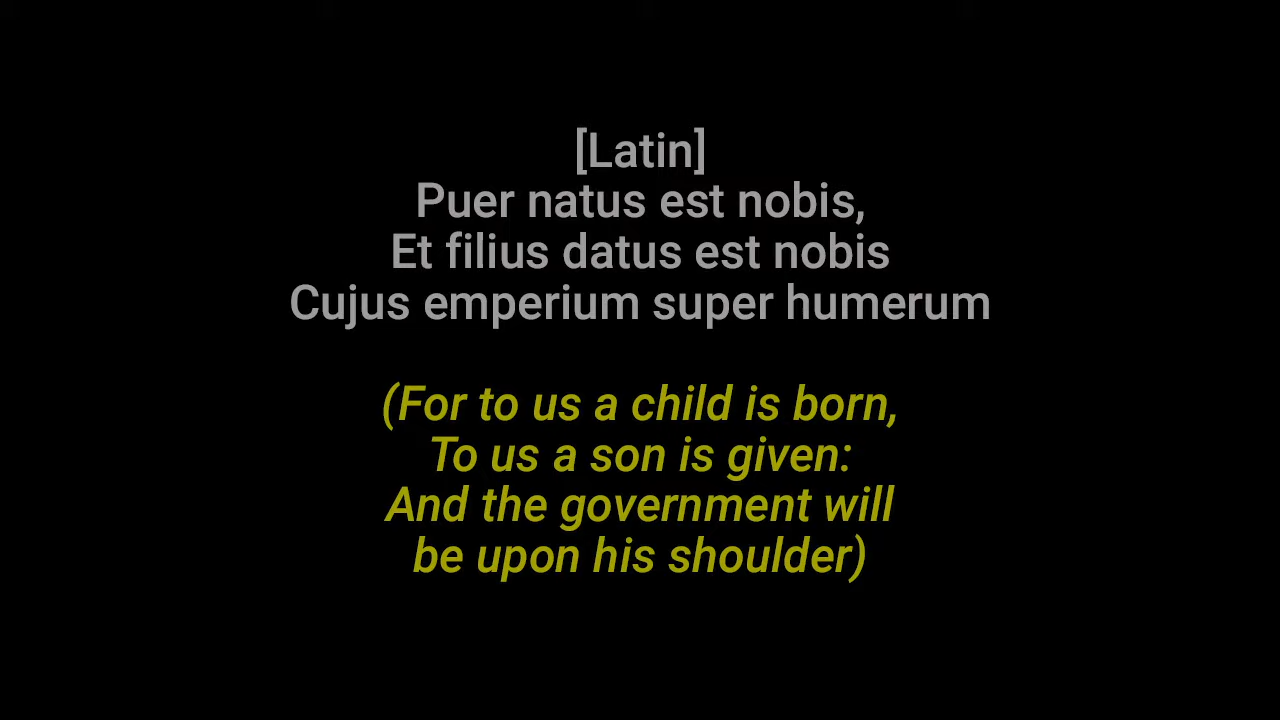 [Latin]
Puer natus est nobis,
Et filius datus est nobis
Cujus emperium super humerum
(For to us a child is born,
To us a son is given:
And the government will
be upon his shoulder)